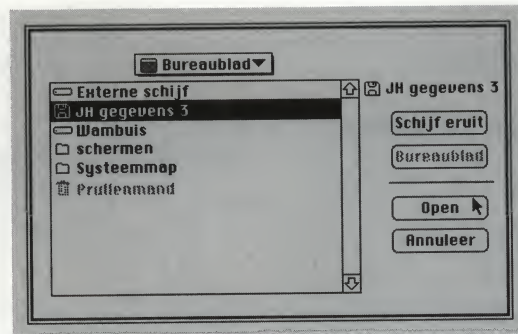 Bureaublad
Externe schijf
JH gegevens 3
Wambuis
schermen
Systeemmap
Prullenmand
JH gegevens 3
Schijf eruit
Bureaublad
Open
Annuleer